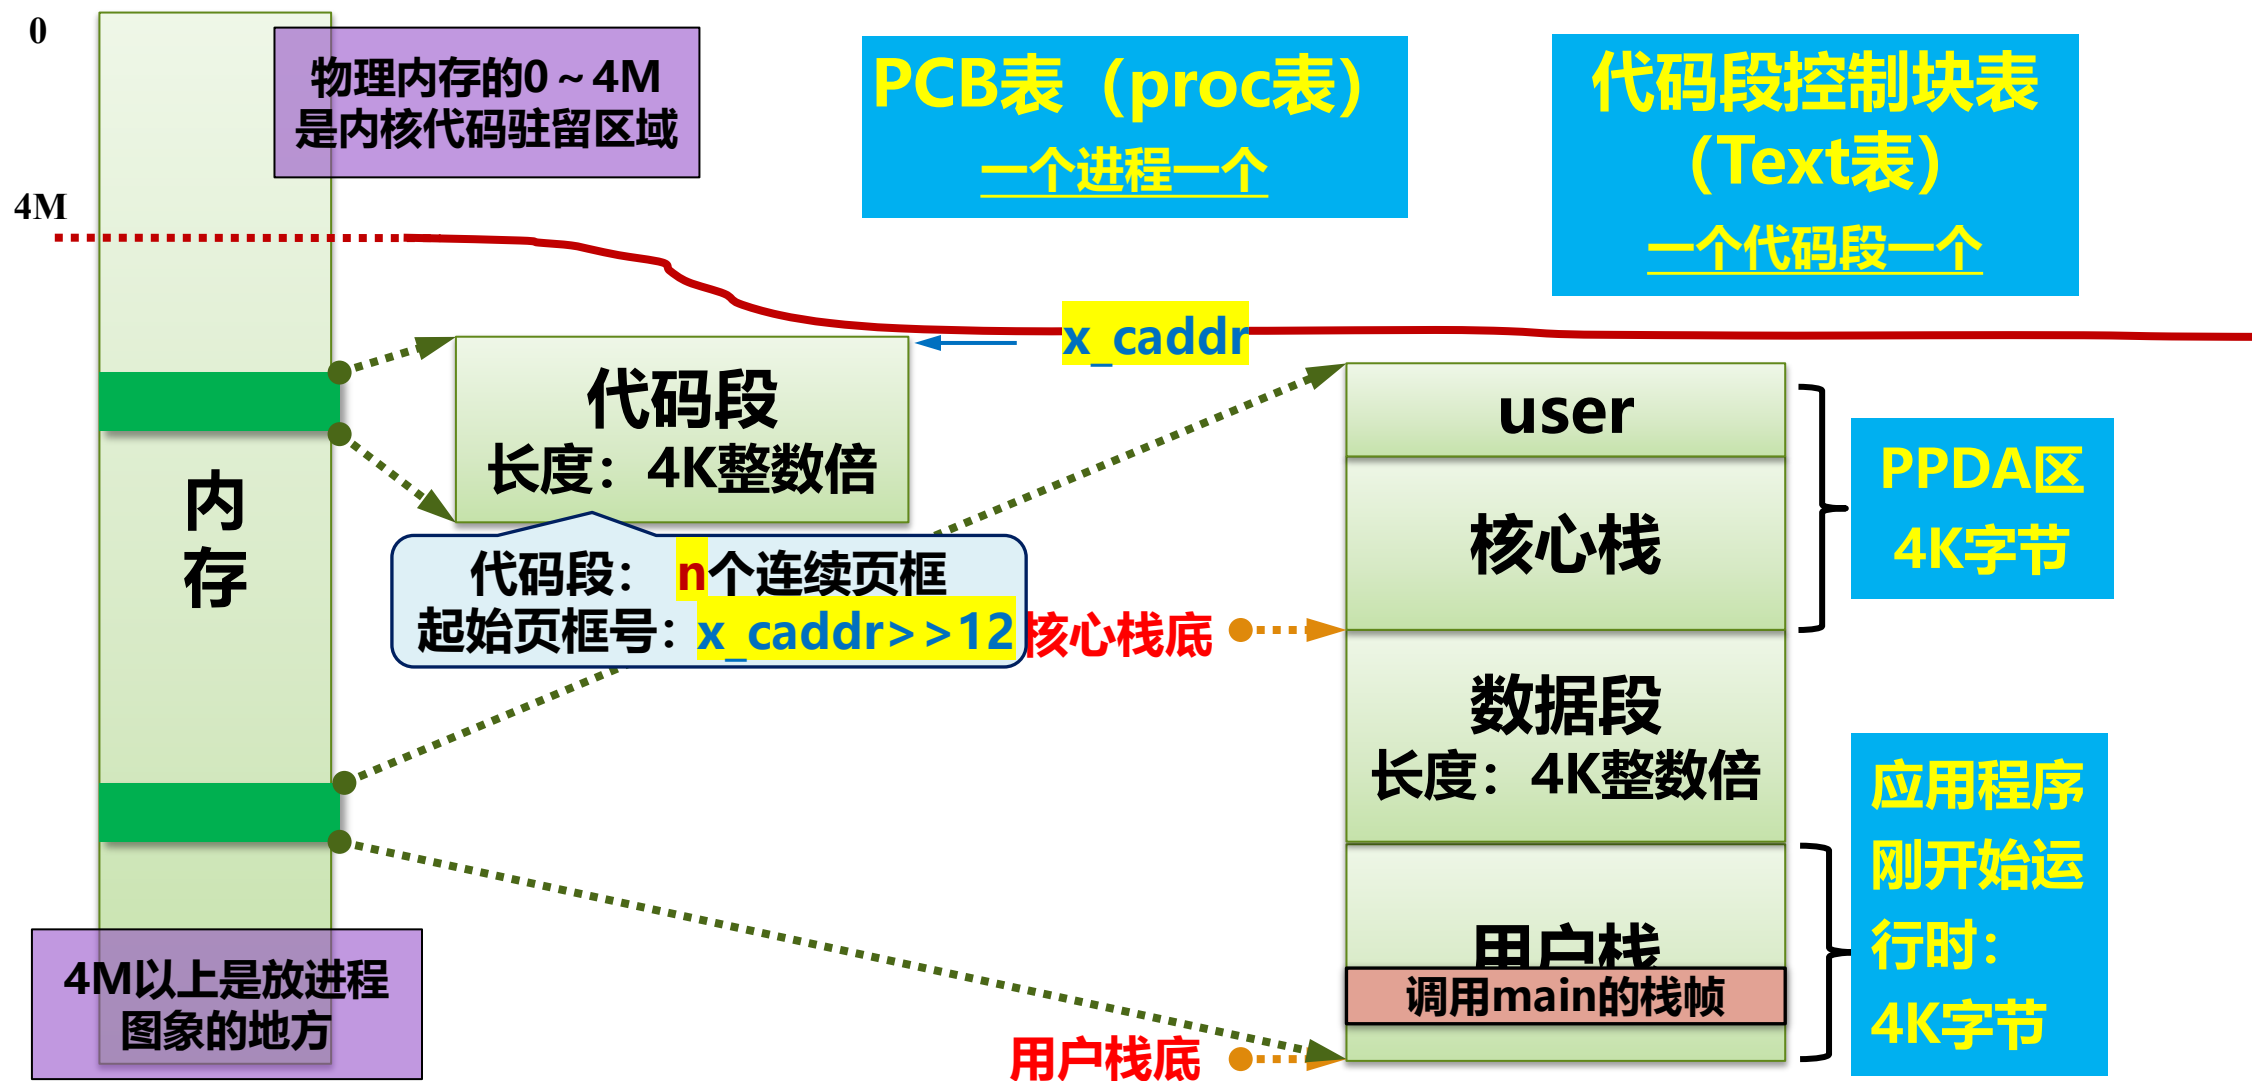 0
物理内存的0～4M
是内核代码驻留区域
PCB表（proc表）
一个进程一个
代码段控制块表
（Text表）
一个代码段一个
4M
x_caddr
代码段
长度：4K整数倍
user
核心栈
PPDA区
4K字节
内
存
代码段： n个连续页框
起始页框号：x_caddr>>12
核心栈底
数据段
长度：4K整数倍
应用程序
刚开始运
行时：
4K字节
用户栈
调用main的栈帧
4M以上是放进程
图象的地方
用户栈底